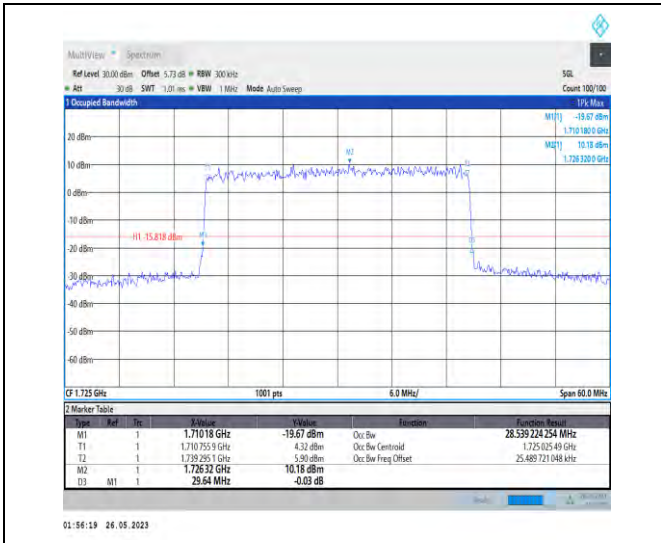 MultiView Spectrum
Ref Level 30.00 dBm Offset 5.73 dB RBW 300 kHz SGL
Att 30 dB SWT 1.01 ms VBW 1 MHz Mode Auto Sweep Count 100/100
1 Occupied Bandwidth 1Pk Max
M1[1] -19.67 dBm
1.7101800 GHz
M2[1] 10.18 dBm
1.7263200 GHz
M2
20 dBm
10 dBm
0 dBm
-10 dBm
H1 -15.818 dBm
-20 dBm
-30 dBm
-40 dBm
-50 dBm
-60 dBm
CF 1.725 GHz 1001 pts 6.0 MHz/ Span 60.0 MHz
2 Marker Table
Type Ref Trc X-Value Y-Value Function Function Result
M1 1 1.71018 GHz -19.67 dBm Occ Bw 28.539 224 254 MHz
T1 1 1.710 755 9 GHz 4.32 dBm Occ Bw Centroid 1.725 025 49 GHz
T2 1 1.739 295 1 GHz 5.90 dBm Occ Bw Freq Offset 25.489 721 048 kHz
M2 1 1.726 32 GHz 10.18 dBm
D3 M1 1 29.64 MHz -0.03 dB
01:56:19 26.05.2023